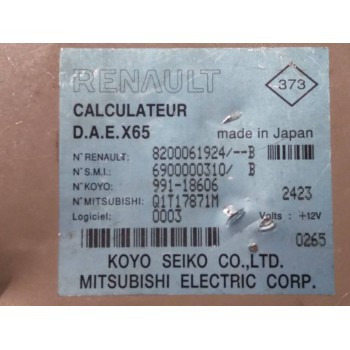 RENAULT
373
CALCULATEUR
D.A.E.X65
made in Japan
N° RENAULT: 8200061924/--B
N° S.M.I.: 6900000310/ B
N° KOYO: 991-18606
2423
N° MITSUBISHI: Q1T17871M
Logiciel: 0003 Volts : +12V
0265
KOYO SEIKO CO.,LTD.
MITSUBISHI ELECTRIC CORP.